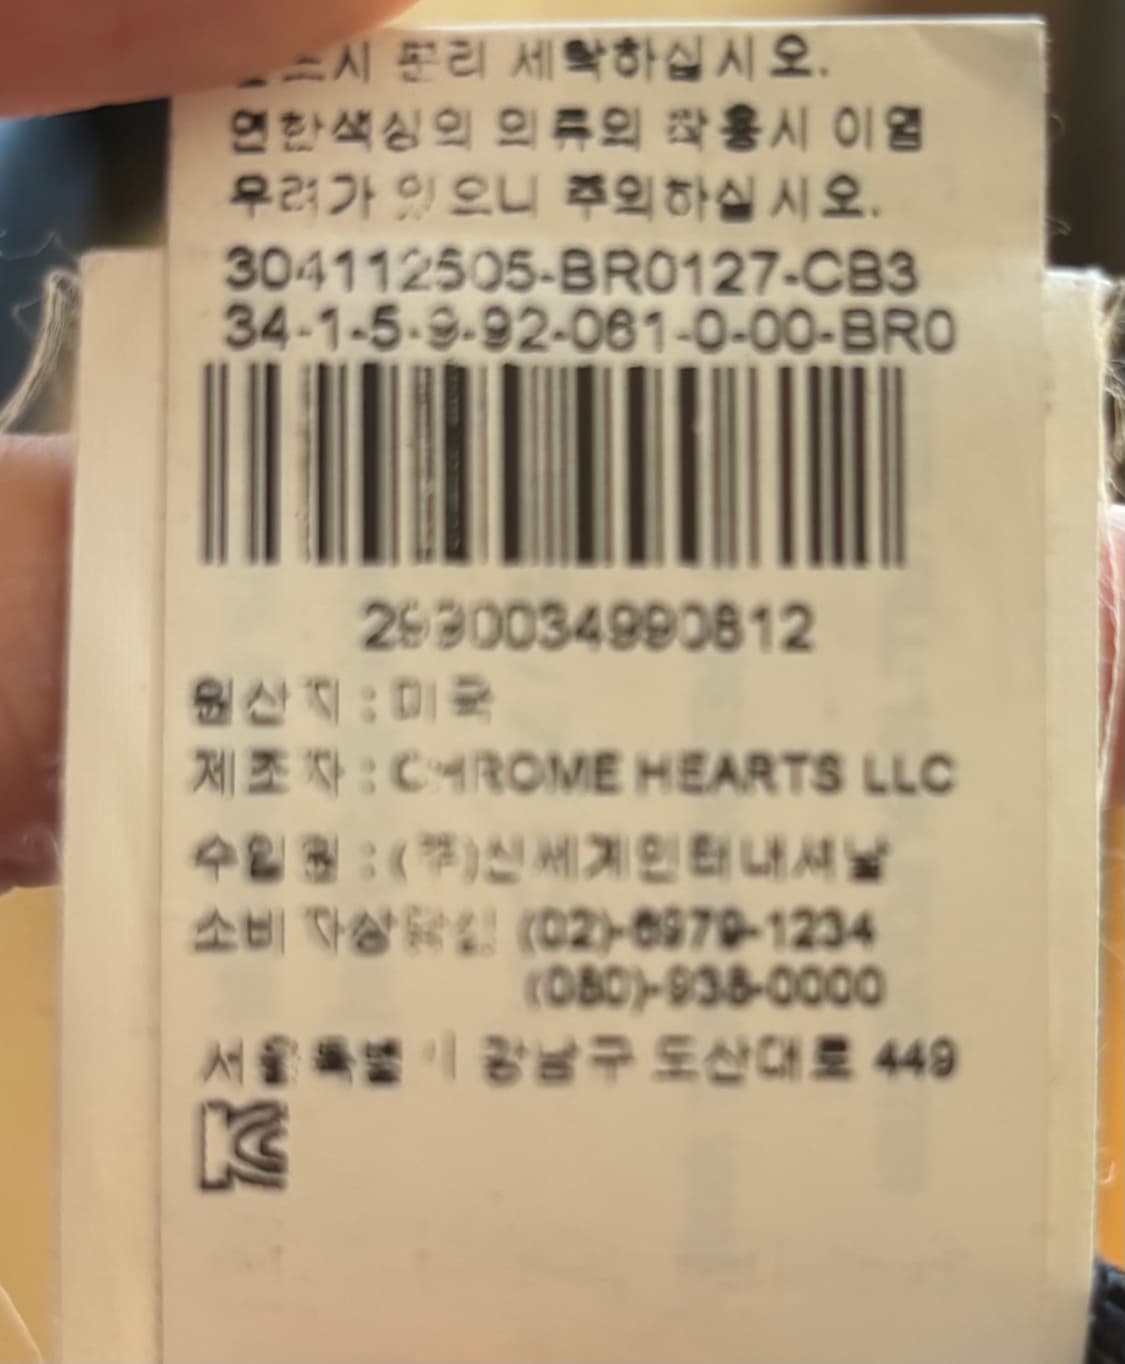 분리 세탁하십시오.
연한색상의 의류와 착용시 이염
우려가 있으니 주의하십시오.
304112505-BR0127-CB3
34-1-5-9-92-061-0-00-BR0
2990034990812
원산지 : 미국
제조자 : CHROME HEARTS LLC
수입원 : (주)신세계인터내셔날
소비자상담실 (02)-6979-1234
(080)-938-0000
서울특별시 강남구 도산대로 449
KC